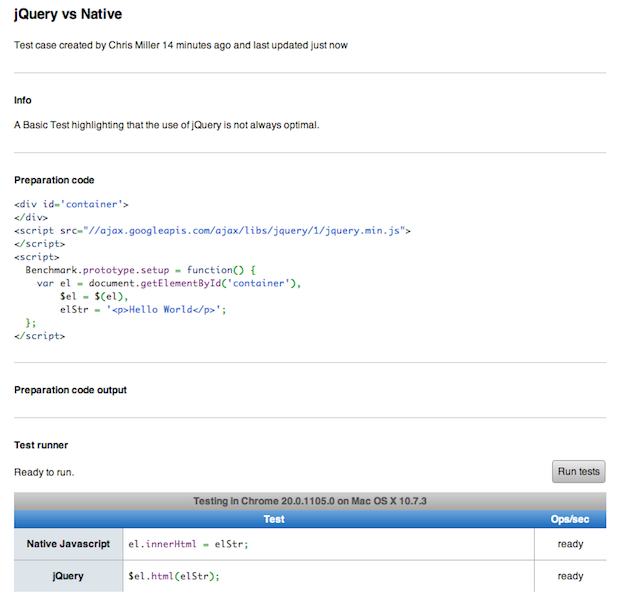 jQuery vs Native
Test case created by Chris Miller 14 minutes ago and last updated just now
Info
A Basic Test highlighting that the use of jQuery is not always optimal.
Preparation code
<div id='container'>
</div>
<script src="//ajax.googleapis.com/ajax/libs/jquery/1/jquery.min.js">
</script>
<script>
  Benchmark.prototype.setup = function() {
    var el = document.getElementById('container'),
        $el = $(el),
        elStr = '<p>Hello World</p>';
  };
</script>
Preparation code output
Test runner
Ready to run.
Run tests
Testing in Chrome 20.0.1105.0 on Mac OS X 10.7.3
Test Ops/sec
Native Javascript el.innerHtml = elStr; ready
jQuery $el.html(elStr); ready